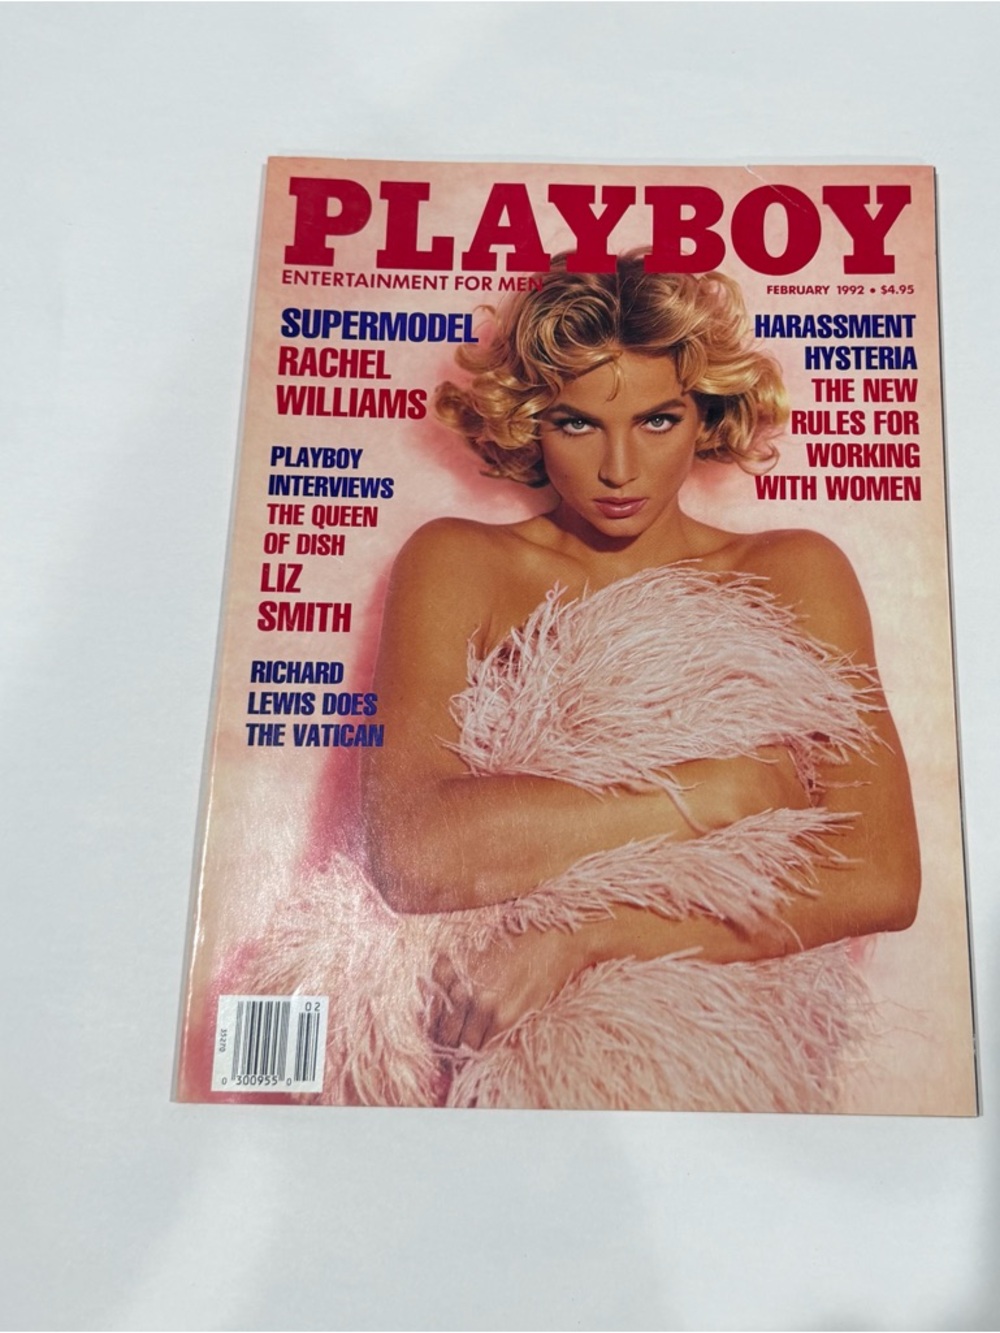 PLAYBOY
ENTERTAINMENT FOR MEN
FEBRUARY 1992 • $4.95
SUPERMODEL
RACHEL
WILLIAMS
PLAYBOY
INTERVIEWS
THE QUEEN
OF DISH
LIZ
SMITH
RICHARD
LEWIS DOES
THE VATICAN
HARASSMENT
HYSTERIA
THE NEW
RULES FOR
WORKING
WITH WOMEN
02
35270
0 300955 0